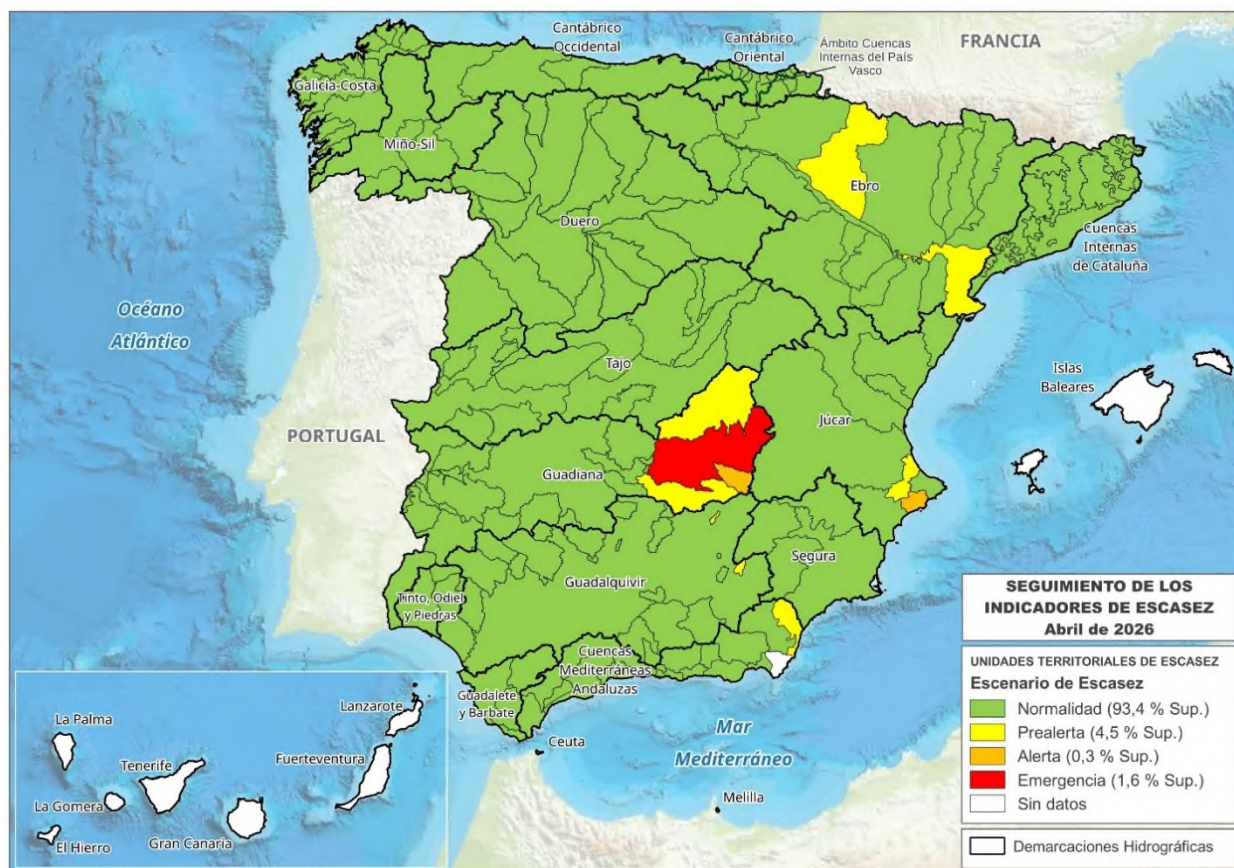 Cantábrico
Occidental
Cantábrico
Oriental
Ámbito Cuencas
Internas del País
Vasco
FRANCIA
Galicia-Costa
Miño-Sil
Ebro
Duero
Cuencas
Internas
de Cataluña
Océano
Atlántico
Tajo
Islas
Baleares
PORTUGAL
Júcar
Guadiana
Segura
Guadalquivir
Tinto, Odiel
y Piedras
Cuencas
Mediterráneas
Andaluzas
Guadalete
y Barbate
Ceuta
Mar
Mediterráneo
Melilla
La Palma
Lanzarote
Tenerife
Fuerteventura
La Gomera
El Hierro
Gran Canaria
SEGUIMIENTO DE LOS
INDICADORES DE ESCASEZ
Abril de 2026
UNIDADES TERRITORIALES DE ESCASEZ
Escenario de Escasez
Normalidad (93,4 % Sup.)
Prealerta (4,5 % Sup.)
Alerta (0,3 % Sup.)
Emergencia (1,6 % Sup.)
Sin datos
Demarcaciones Hidrográficas